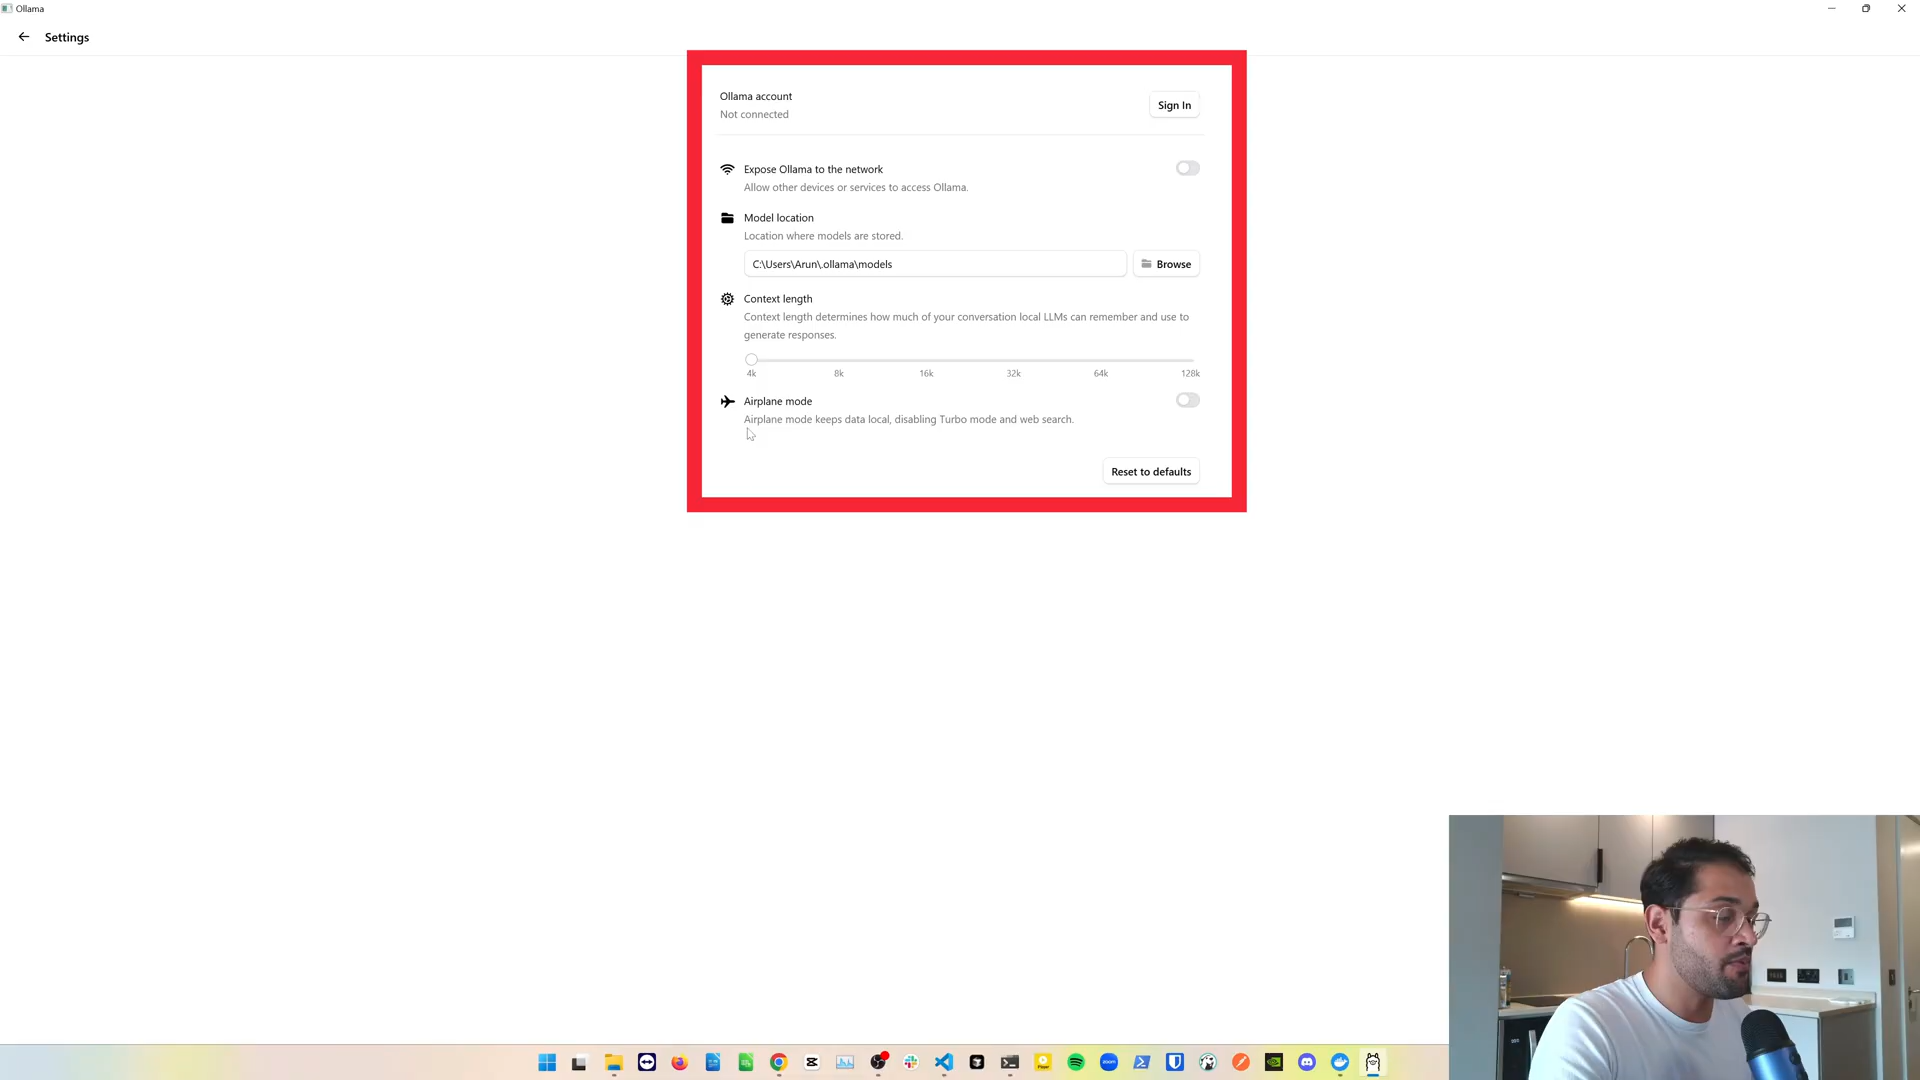 Ollama
Settings
Ollama account
Not connected
Sign In
Expose Ollama to the network
Allow other devices or services to access Ollama.
Model location
Location where models are stored.
C:\Users\Arun\.ollama\models
Browse
Context length
Context length determines how much of your conversation local LLMs can remember and use to
generate responses.
4k 8k 16k 32k 64k 128k
Airplane mode
Airplane mode keeps data local, disabling Turbo mode and web search.
Reset to defaults
zoom